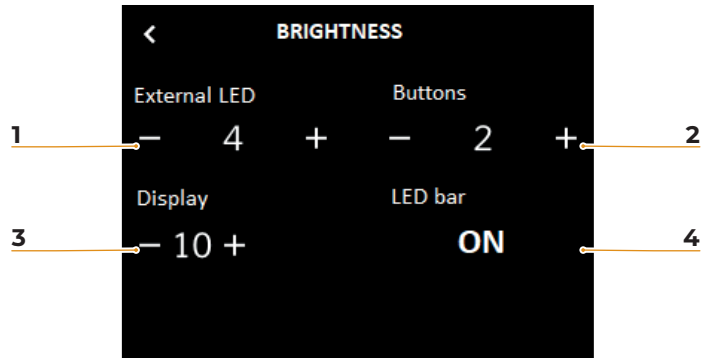 BRIGHTNESS
External LED
Buttons
1
− 4 +
− 2 +
2
Display
LED bar
3
− 10 +
ON
4